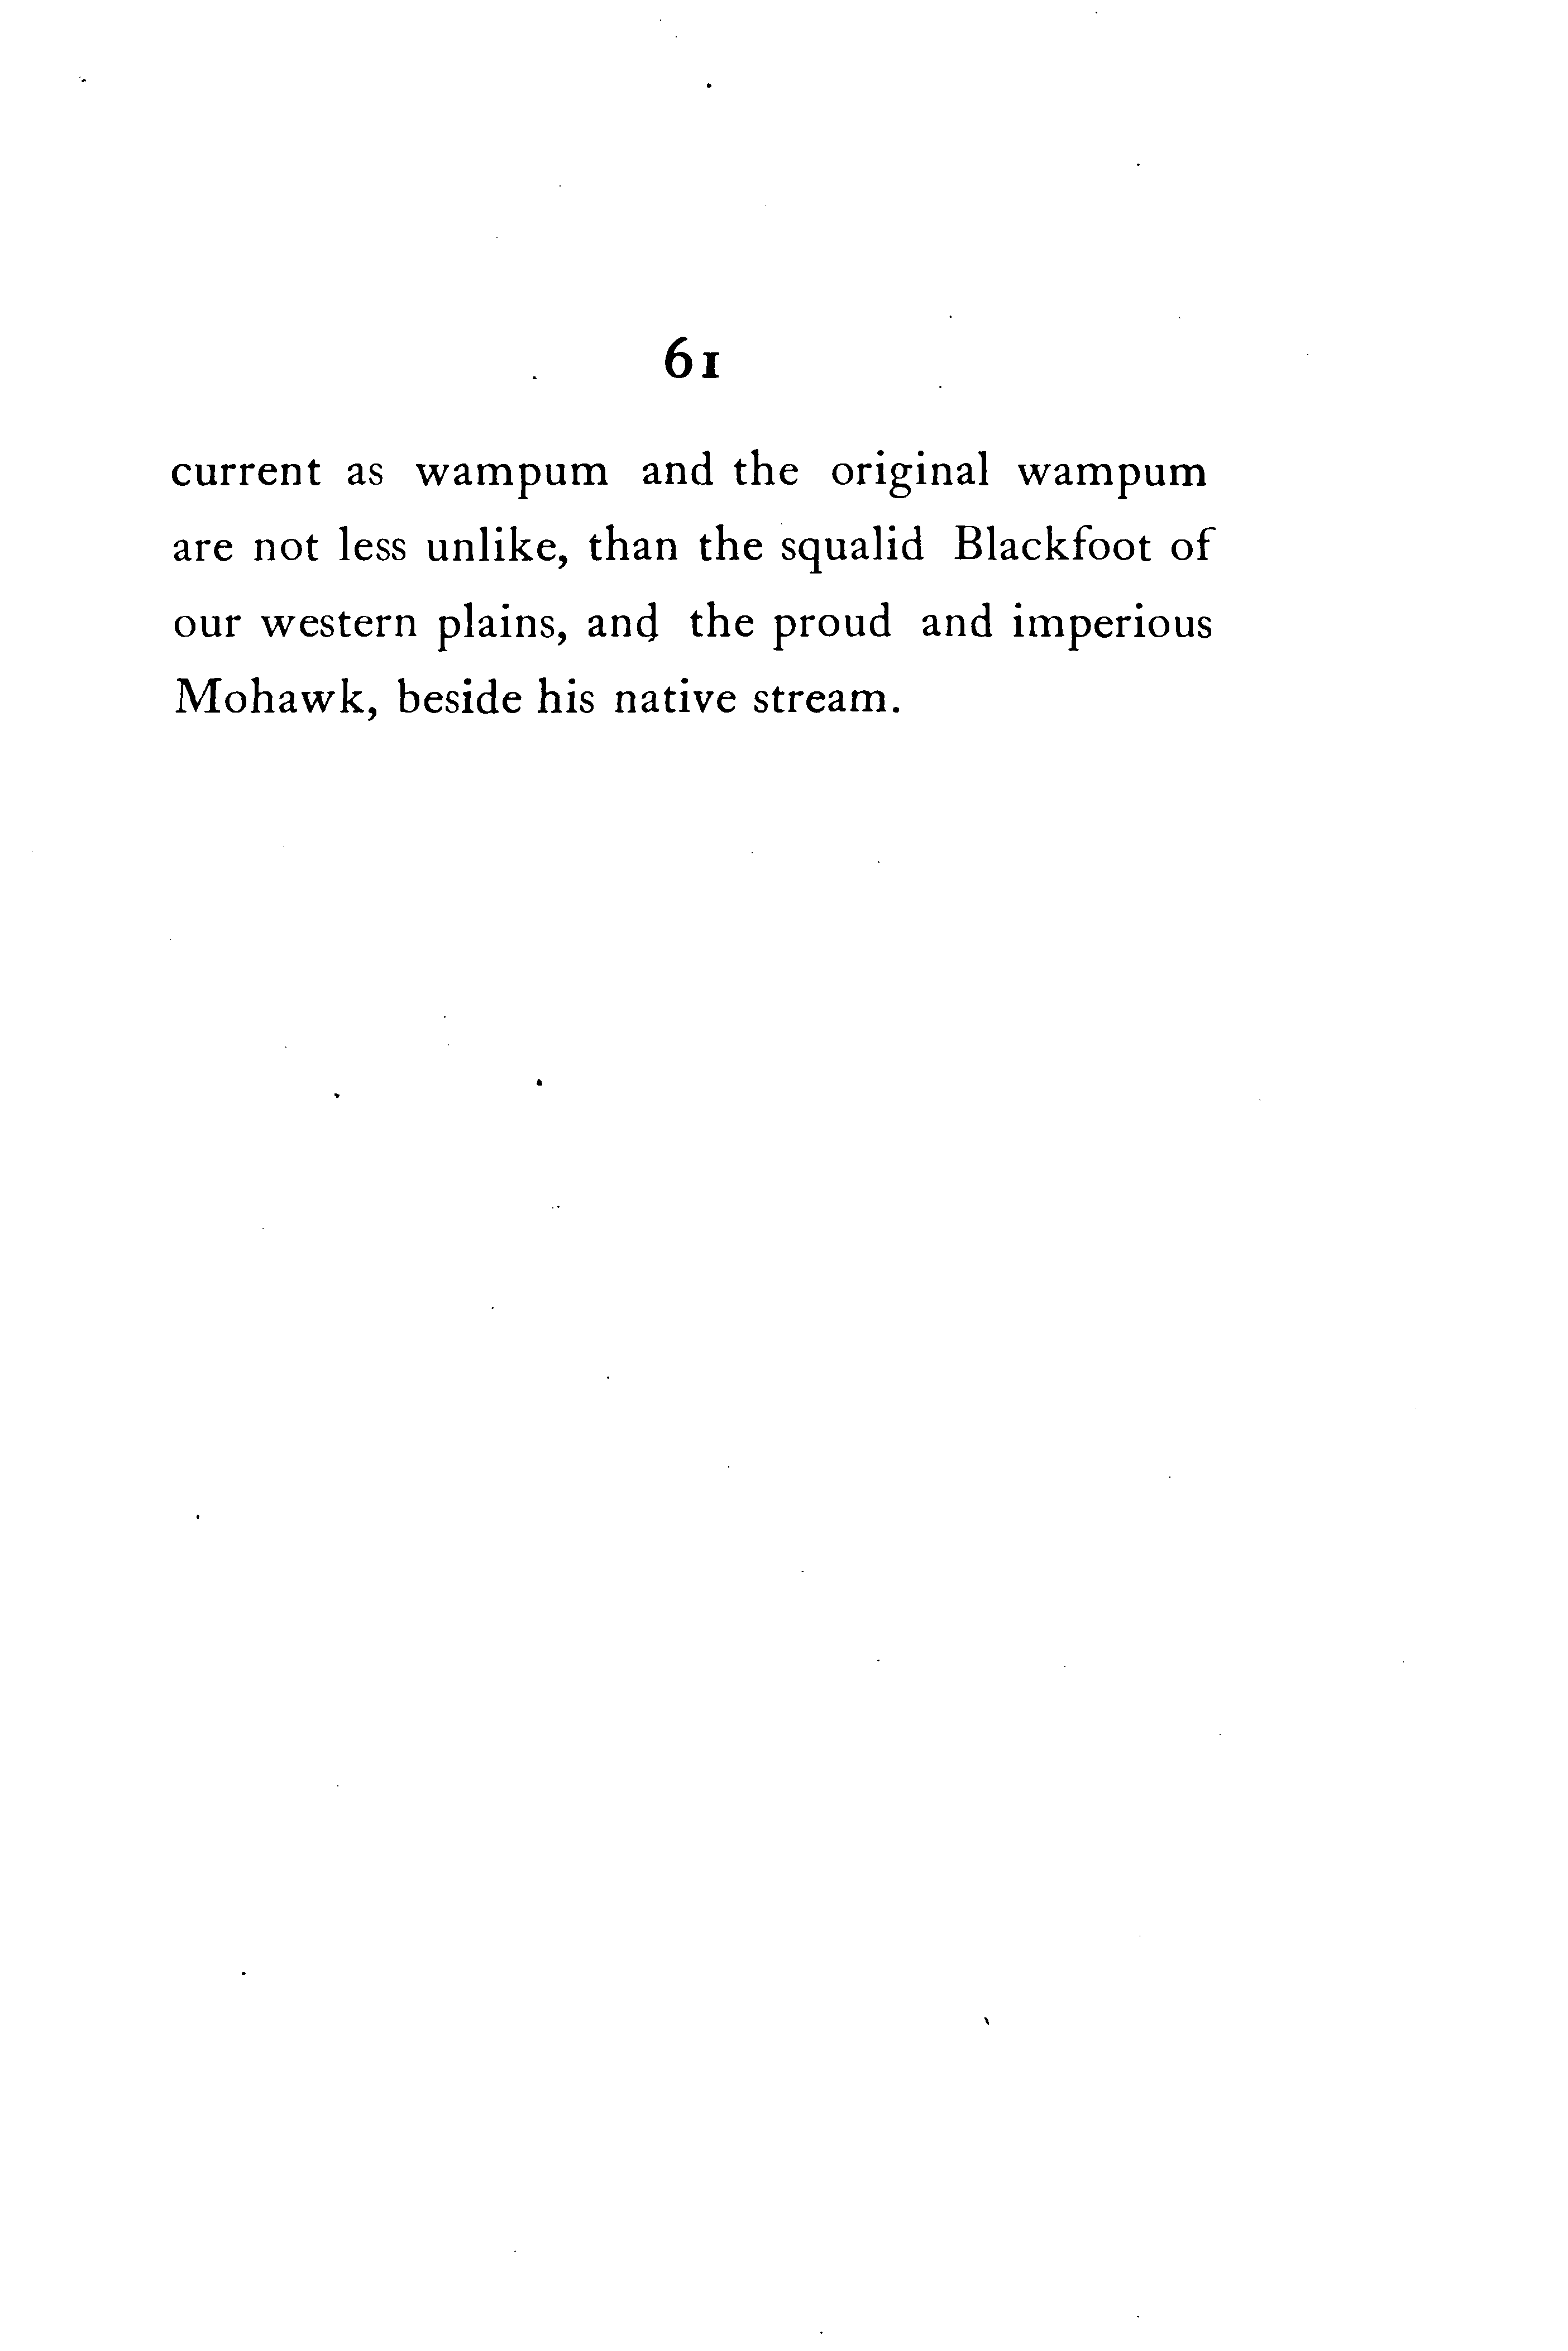 61
current as wampum and the original wampum
are not less unlike, than the squalid Blackfoot of
our western plains, and the proud and imperious
Mohawk, beside his native stream.